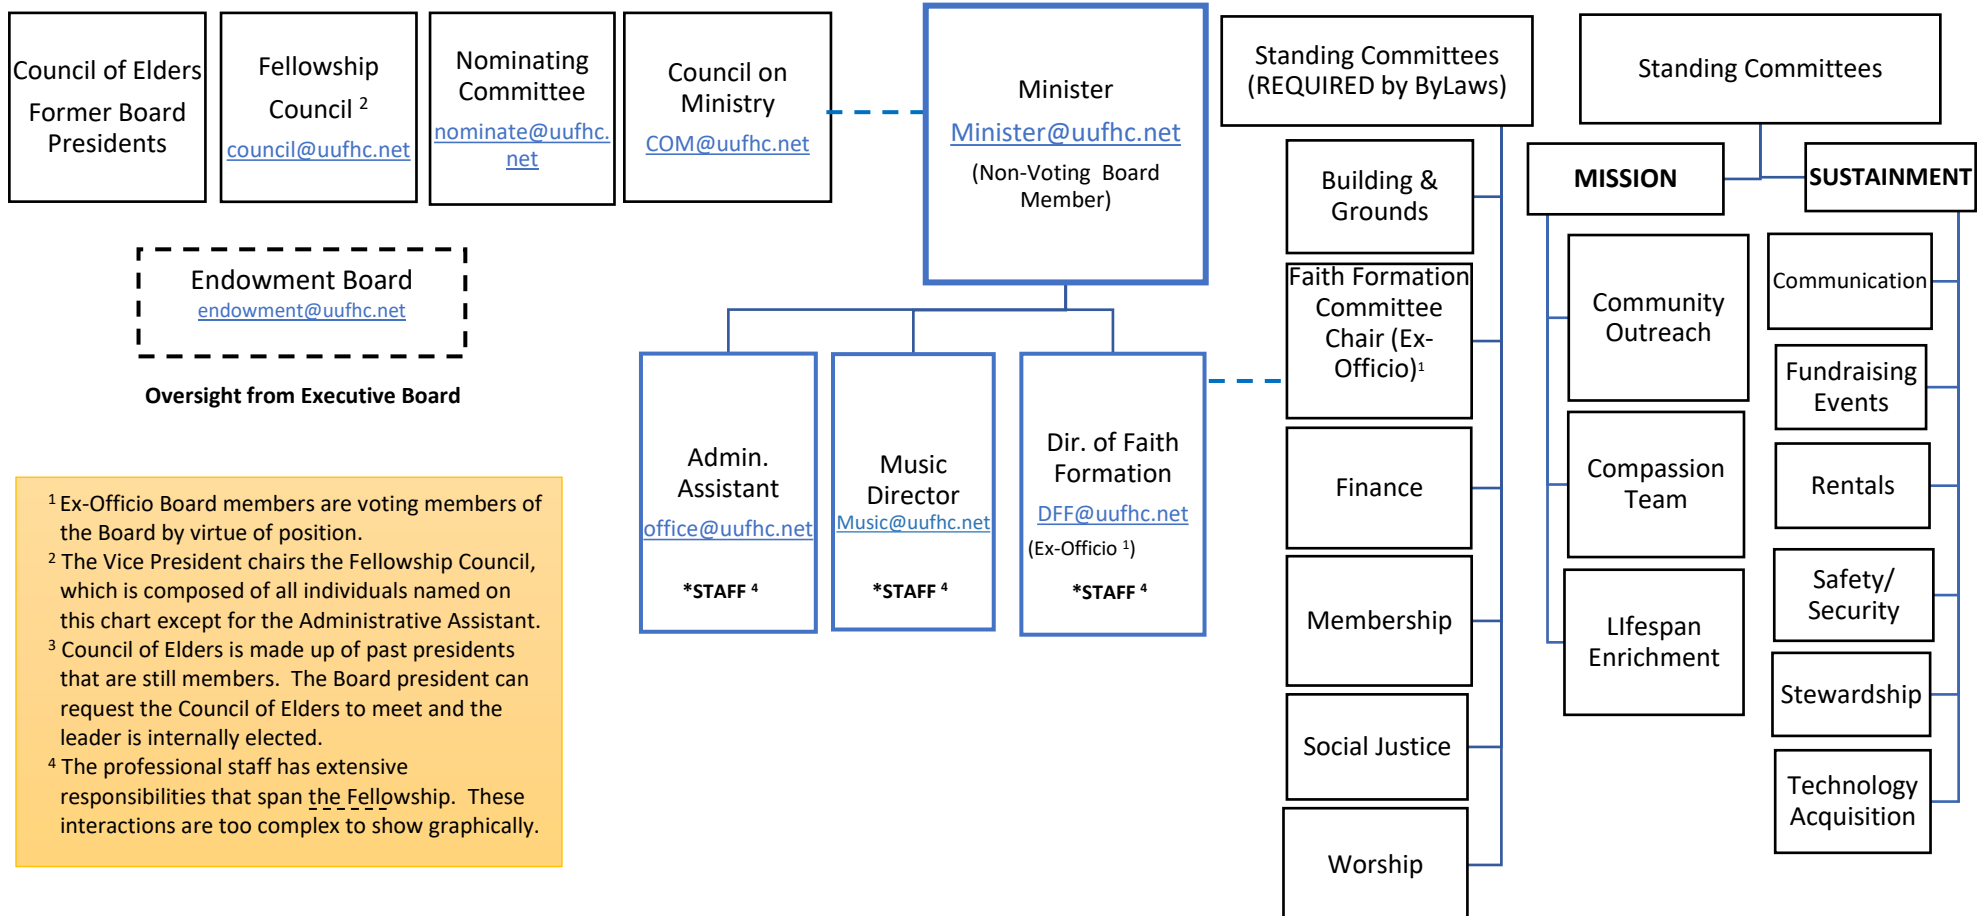 Council of Elders
Former Board
Presidents
Fellowship
Council ²
council@uufhc.net
Nominating
Committee
nominate@uufhc.
net
Council on
Ministry
COM@uufhc.net
Minister
Minister@uufhc.net
(Non-Voting Board
Member)
Standing Committees
(REQUIRED by ByLaws)
Standing Committees
Endowment Board
endowment@uufhc.net
Oversight from Executive Board
Admin.
Assistant
office@uufhc.net
*STAFF ⁴
Music
Director
Music@uufhc.net
*STAFF ⁴
Dir. of Faith
Formation
DFF@uufhc.net
(Ex-Officio ¹)
*STAFF ⁴
Building &
Grounds
Faith Formation
Committee
Chair (Ex-
Officio)¹
Finance
Membership
Social Justice
Worship
MISSION
Community
Outreach
Compassion
Team
LIfespan
Enrichment
SUSTAINMENT
Communication
Fundraising
Events
Rentals
Safety/
Security
Stewardship
Technology
Acquisition
¹ Ex-Officio Board members are voting members of
the Board by virtue of position.
² The Vice President chairs the Fellowship Council,
which is composed of all individuals named on
this chart except for the Administrative Assistant.
³ Council of Elders is made up of past presidents
that are still members. The Board president can
request the Council of Elders to meet and the
leader is internally elected.
⁴ The professional staff has extensive
responsibilities that span the Fellowship. These
interactions are too complex to show graphically.